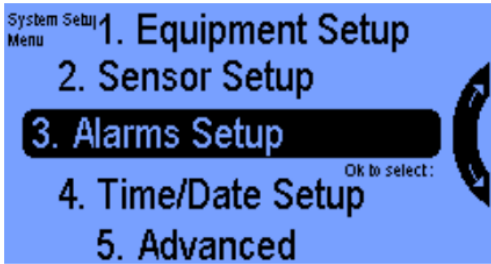 System Setup
Menu
1. Equipment Setup
2. Sensor Setup
3. Alarms Setup
Ok to select:
4. Time/Date Setup
5. Advanced